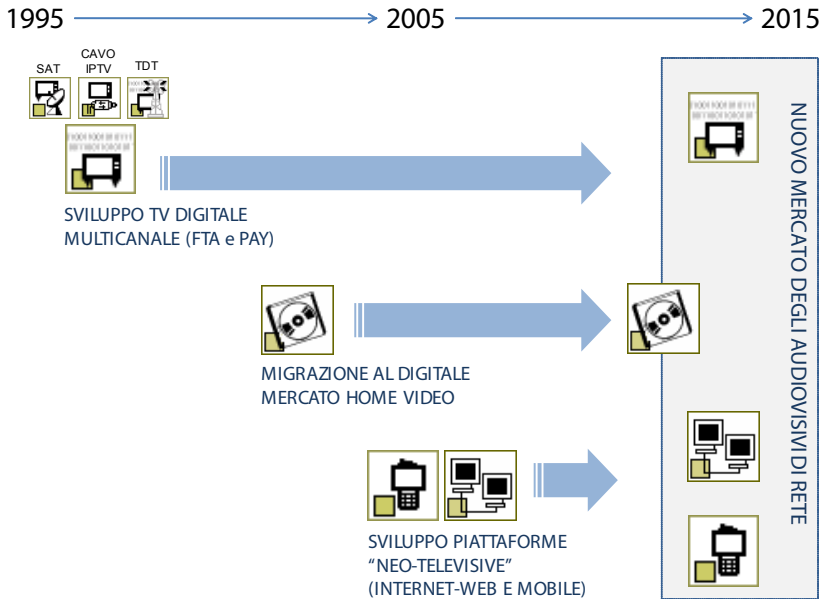 1995
2005
2015
SAT
CAVO
IPTV
TDT
SVILUPPO TV DIGITALE
MULTICANALE (FTA e PAY)
MIGRAZIONE AL DIGITALE
MERCATO HOME VIDEO
SVILUPPO PIATTAFORME
“NEO-TELEVISIVE”
(INTERNET-WEB E MOBILE)
NUOVO MERCATO DEGLI AUDIOVISIVI DI RETE